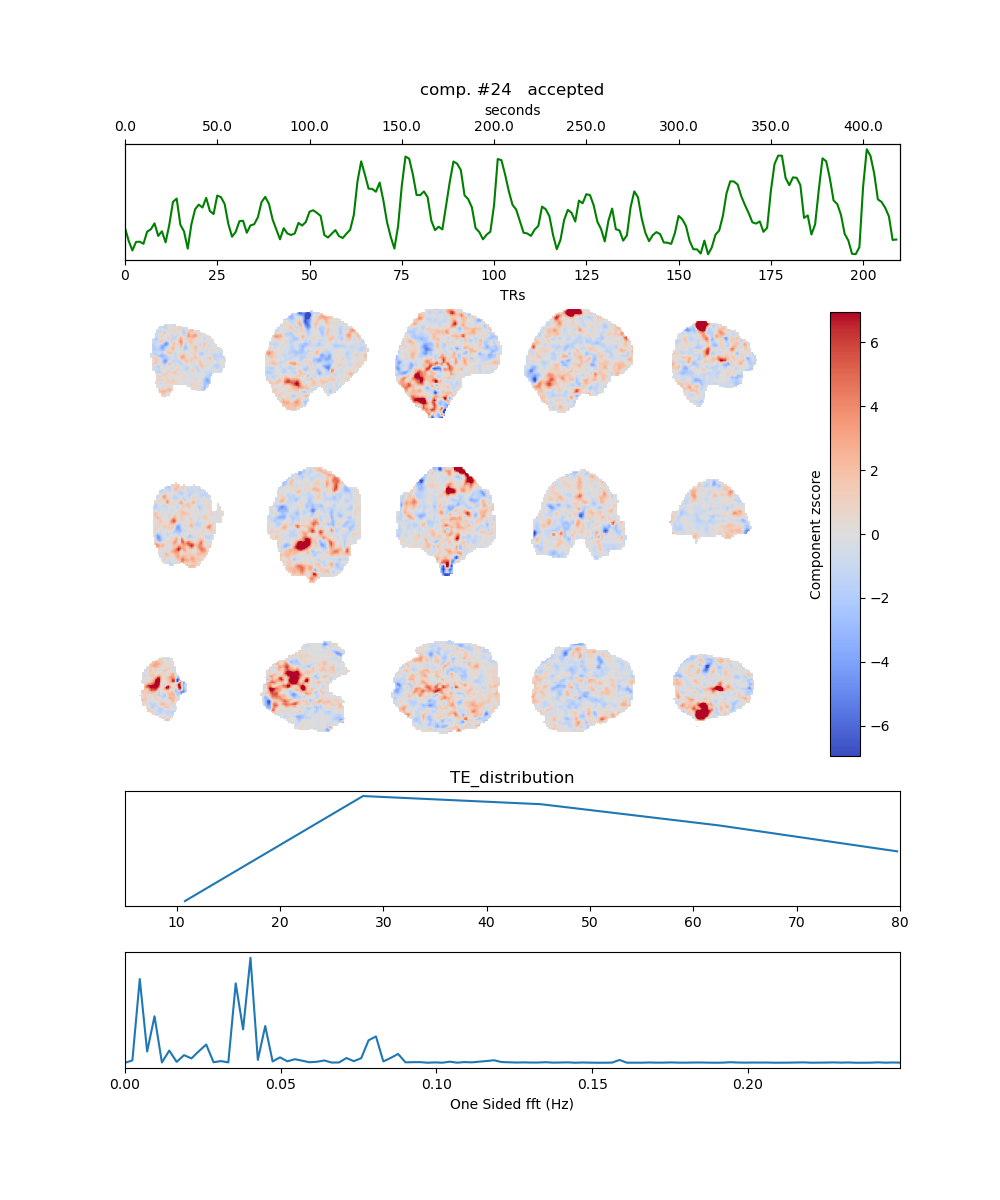 comp. #24   accepted
seconds
0.0 50.0 100.0 150.0 200.0 250.0 300.0 350.0 400.0
0 25 50 75 100 125 150 175 200
TRs
6
4
2
0
−2
−4
−6
Component zscore
TE_distribution
10 20 30 40 50 60 70 80
0.00 0.05 0.10 0.15 0.20
One Sided fft (Hz)